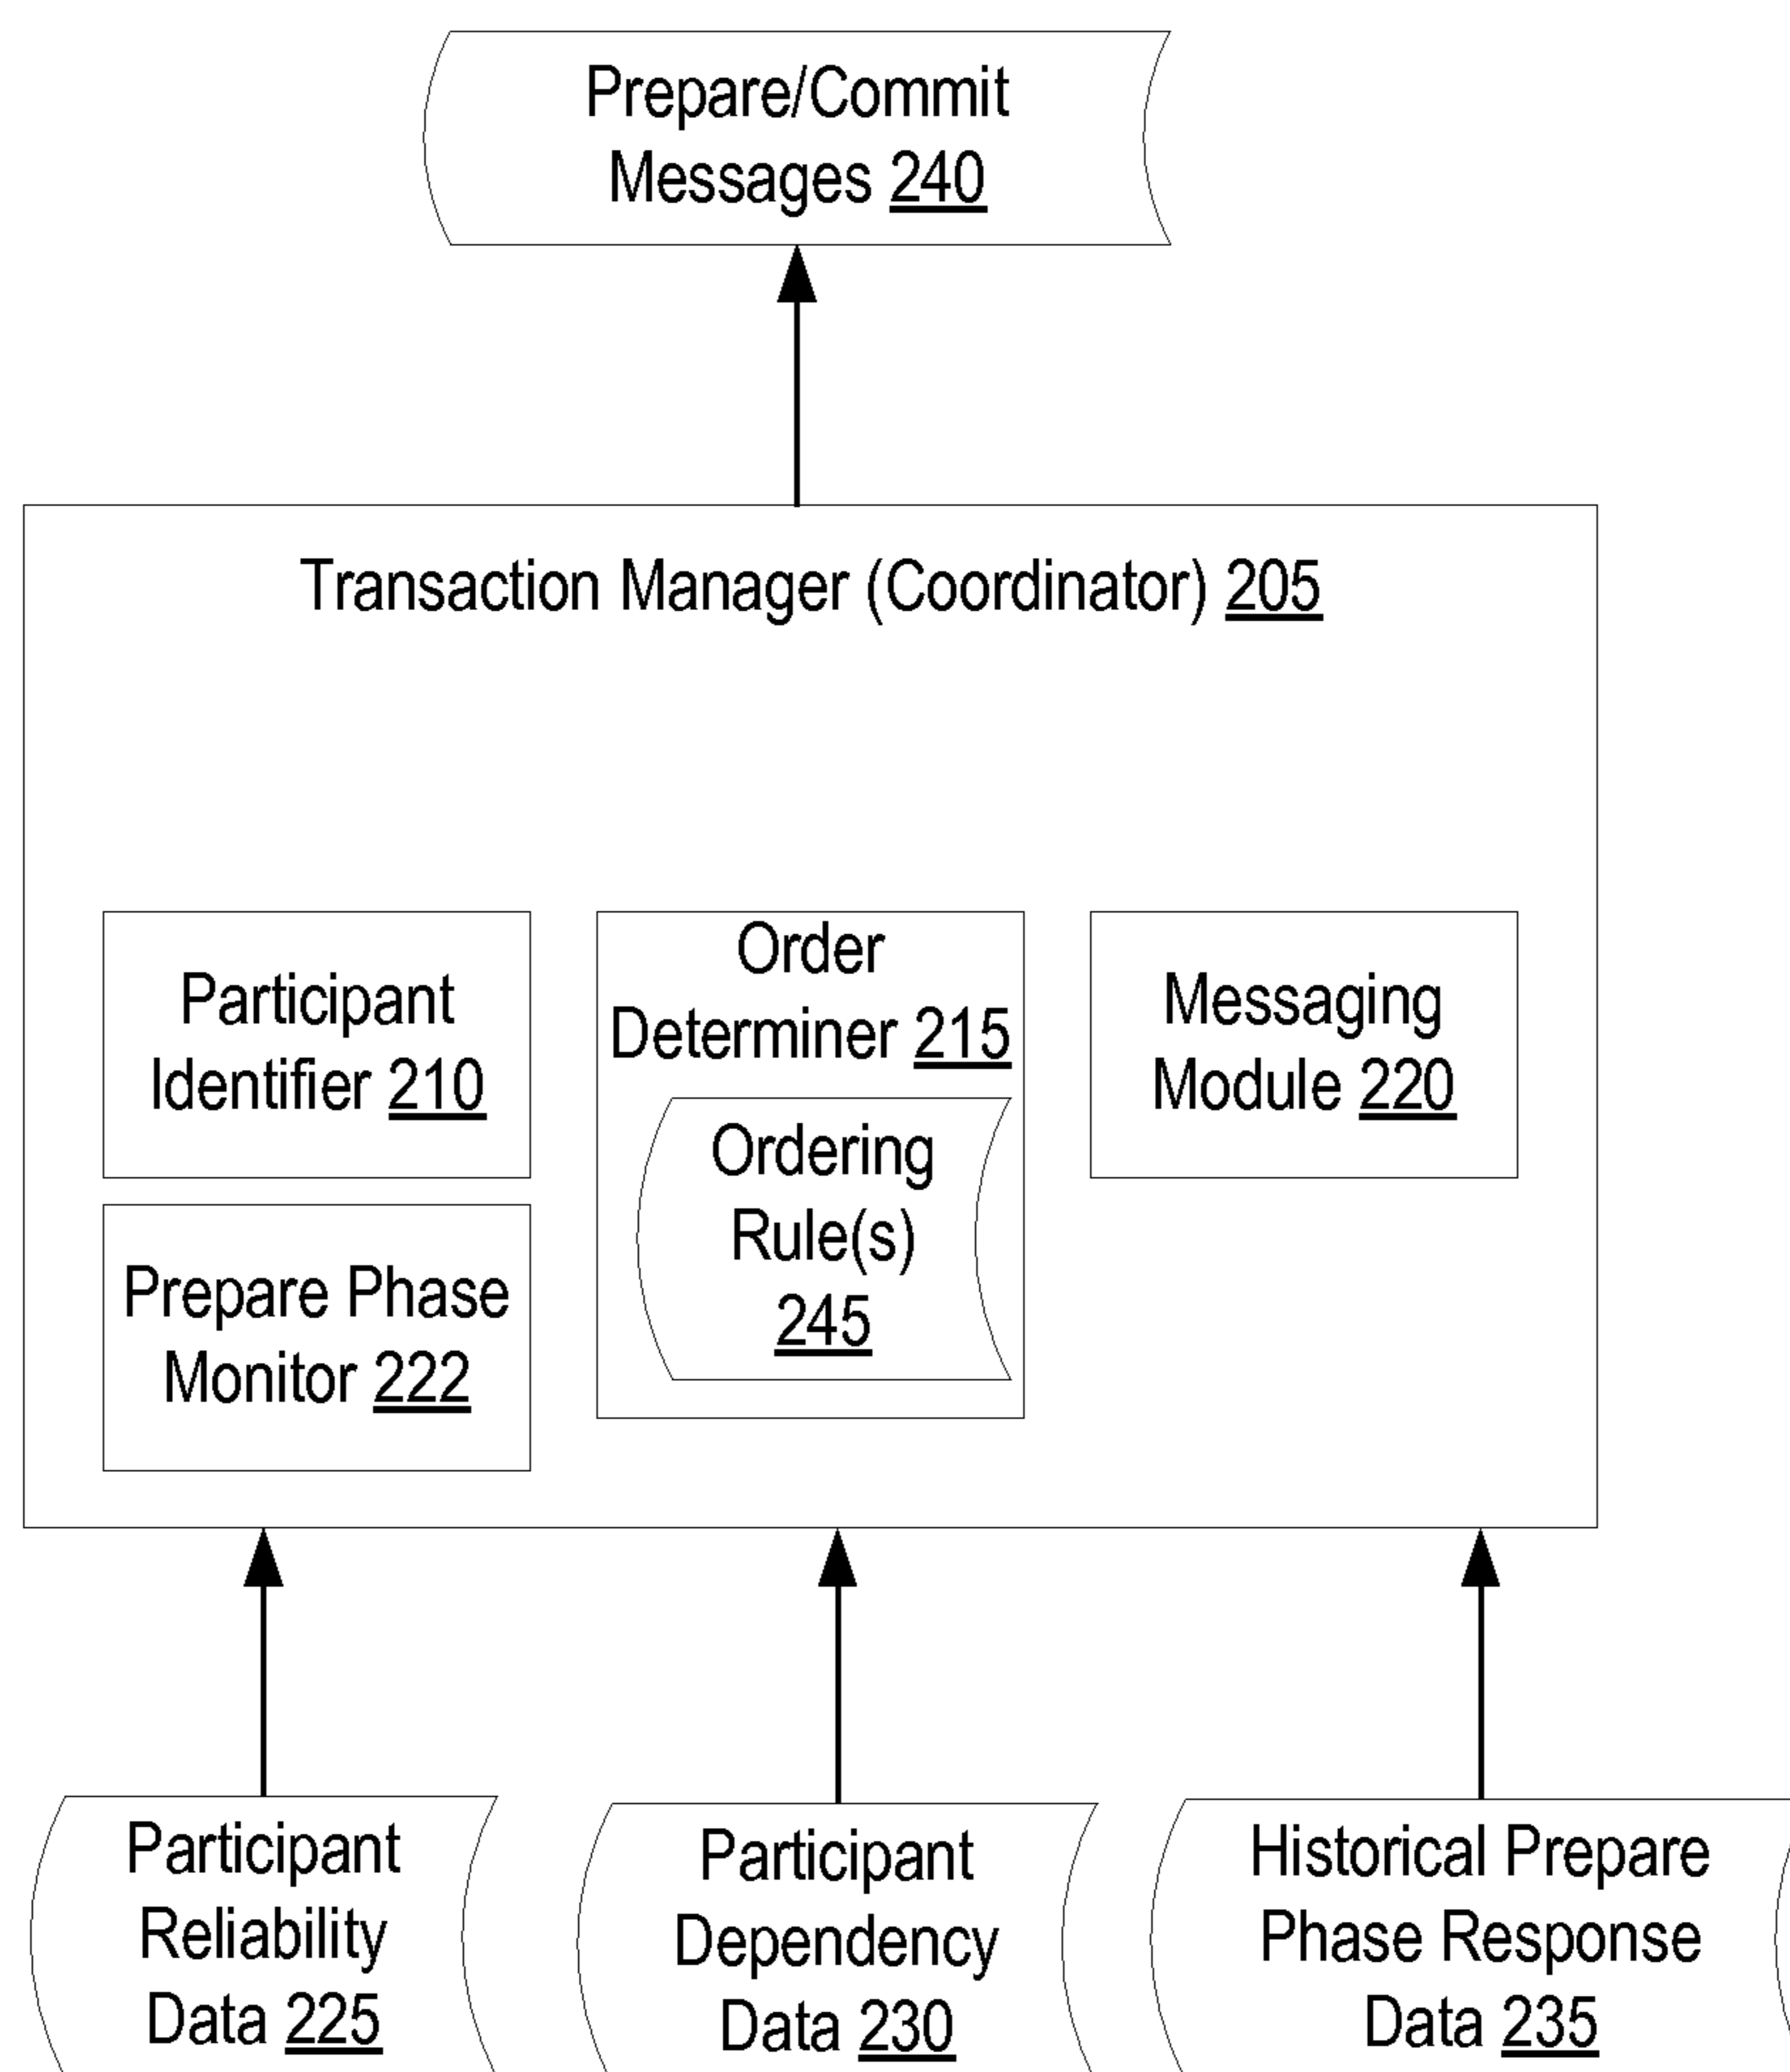 Prepare/Commit
Messages 240
Transaction Manager (Coordinator) 205
Participant
Identifier 210
Order
Determiner 215
Messaging
Module 220
Ordering
Rule(s)
245
Prepare Phase
Monitor 222
Participant
Reliability
Data 225
Participant
Dependency
Data 230
Historical Prepare
Phase Response
Data 235